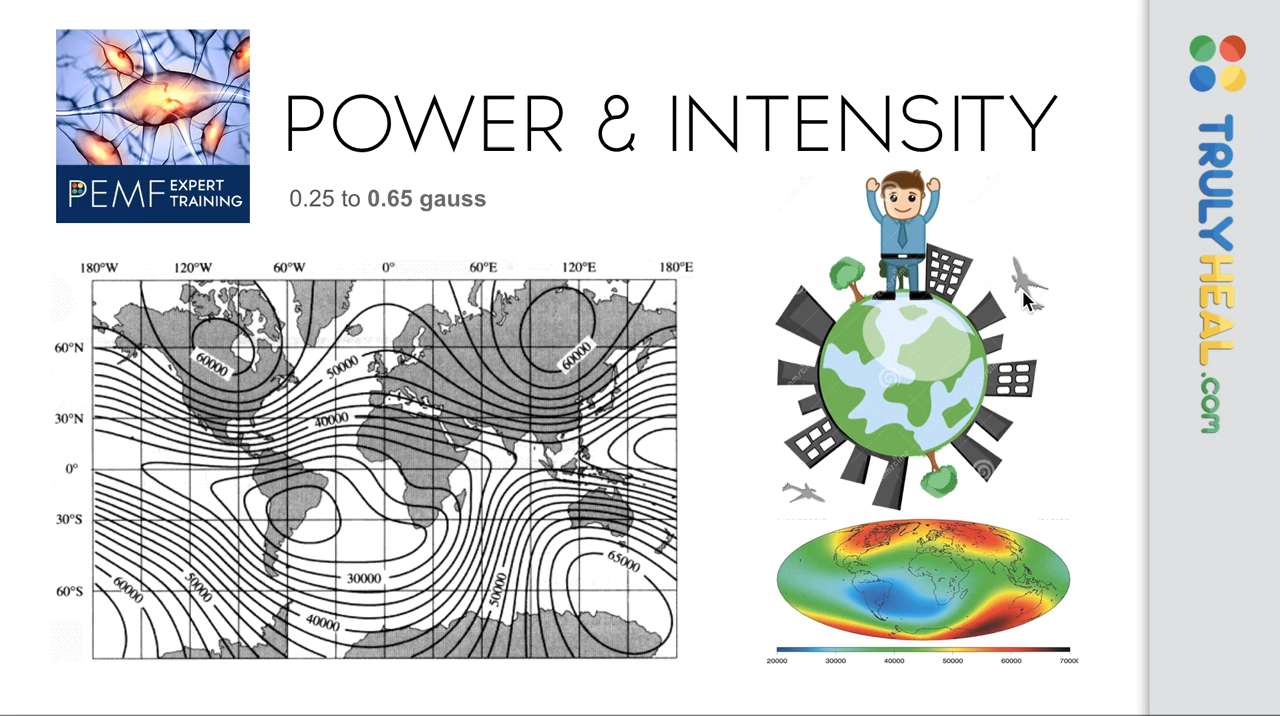 POWER & INTENSITY
PEMF EXPERT TRAINING
0.25 to 0.65 gauss
180°W 120°W 60°W 0° 60°E 120°E 180°E
60°N
30°N
0°
30°S
60°S
60000
50000
60000
40000
65000
30000
60000
50000
50000
40000
20000 30000 40000 50000 60000 7000
TRULYHEAL.com